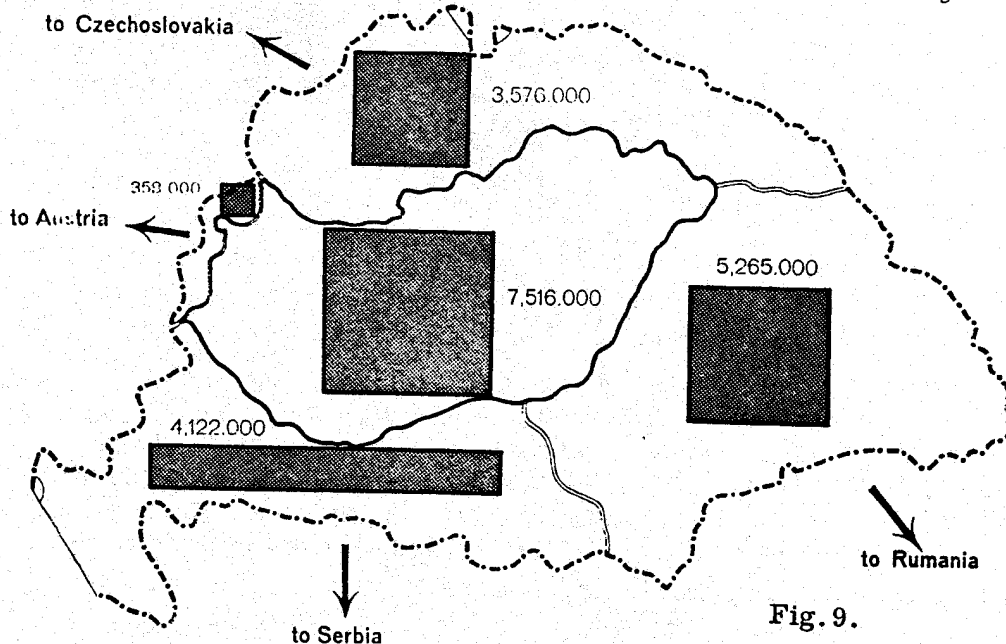 to Czechoslovakia
3,576.000
358.000
to Austria
5,265.000
7,516.000
4,122.000
to Rumania
Fig. 9.
to Serbia